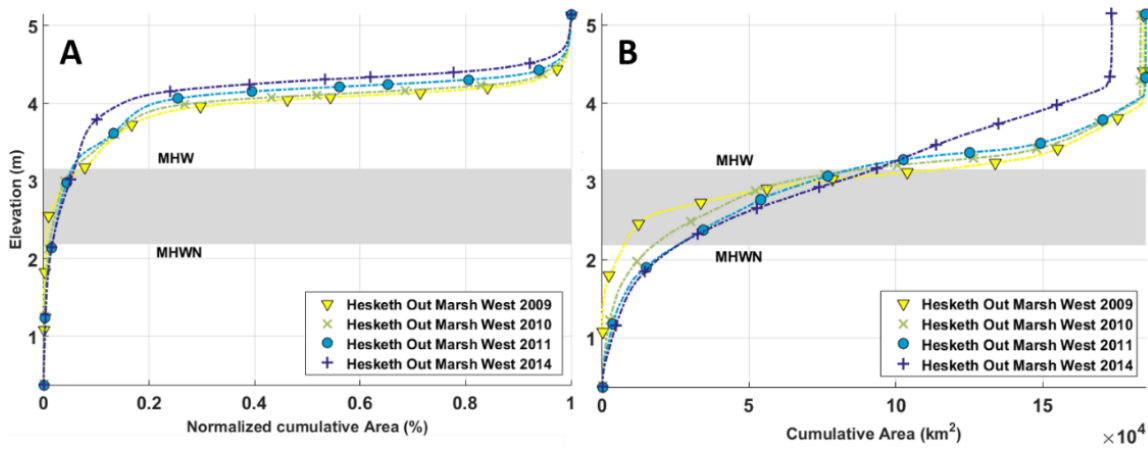 A
5
4
3
2
1
Elevation (m)
MHW
MHWN
Hesketh Out Marsh West 2009
Hesketh Out Marsh West 2010
Hesketh Out Marsh West 2011
Hesketh Out Marsh West 2014
0 0.2 0.4 0.6 0.8 1
Normalized cumulative Area (%)
B
5
4
3
2
1
MHW
MHWN
Hesketh Out Marsh West 2009
Hesketh Out Marsh West 2010
Hesketh Out Marsh West 2011
Hesketh Out Marsh West 2014
0 5 10 15
Cumulative Area (km²)
×10⁴